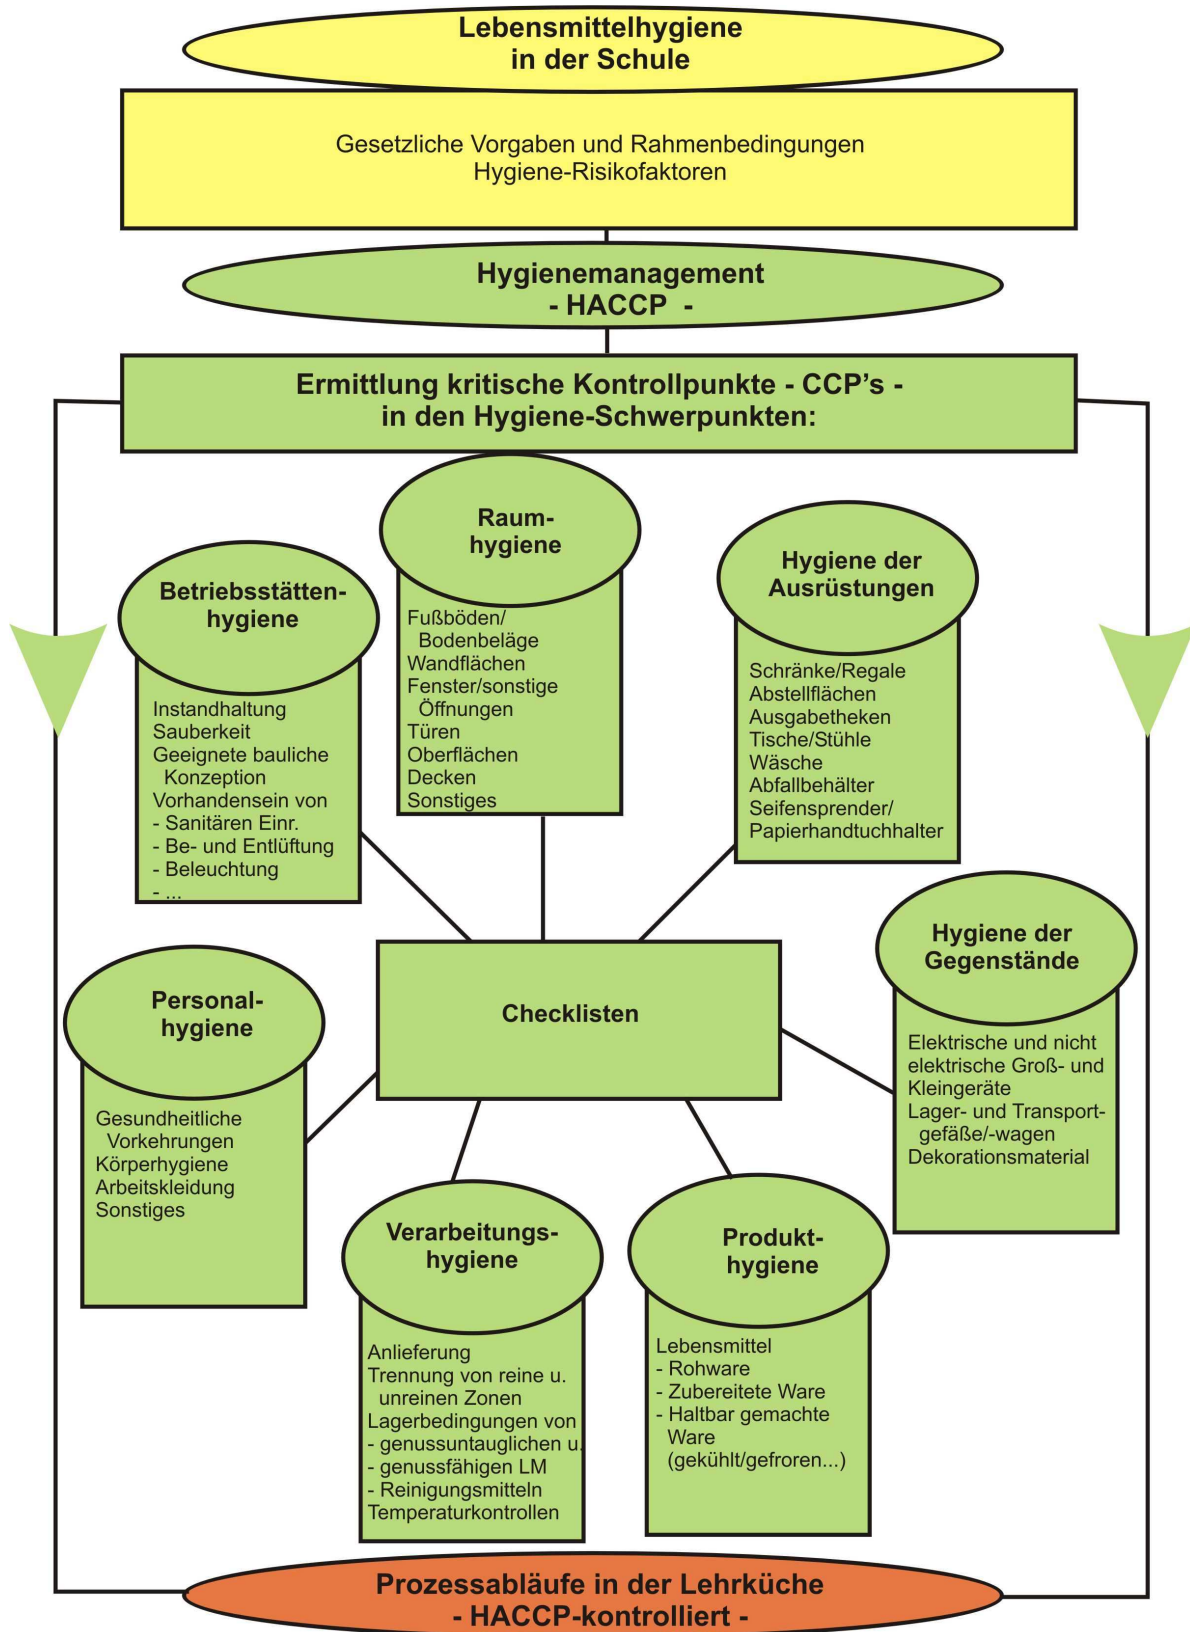 Lebensmittelhygiene
in der Schule
Gesetzliche Vorgaben und Rahmenbedingungen
Hygiene-Risikofaktoren
Hygienemanagement
- HACCP -
Ermittlung kritische Kontrollpunkte - CCP's -
in den Hygiene-Schwerpunkten:
Betriebsstätten-
hygiene
Instandhaltung
Sauberkeit
Geeignete bauliche
Konzeption
Vorhandensein von
- Sanitären Einr.
- Be- und Entlüftung
- Beleuchtung
- ...
Raum-
hygiene
Fußböden/
Bodenbeläge
Wandflächen
Fenster/sonstige
Öffnungen
Türen
Oberflächen
Decken
Sonstiges
Hygiene der
Ausrüstungen
Schränke/Regale
Abstellflächen
Ausgabetheken
Tische/Stühle
Wäsche
Abfallbehälter
Seifensprender/
Papierhandtuchhalter
Personal-
hygiene
Gesundheitliche
Vorkehrungen
Körperhygiene
Arbeitskleidung
Sonstiges
Checklisten
Hygiene der
Gegenstände
Elektrische und nicht
elektrische Groß- und
Kleingeräte
Lager- und Transport-
gefäße/-wagen
Dekorationsmaterial
Verarbeitungs-
hygiene
Anlieferung
Trennung von reine u.
unreinen Zonen
Lagerbedingungen von
- genussuntauglichen u.
- genussfähigen LM
- Reinigungsmitteln
Temperaturkontrollen
Produkt-
hygiene
Lebensmittel
- Rohware
- Zubereitete Ware
- Haltbar gemachte
Ware
(gekühlt/gefroren...)
Prozessabläufe in der Lehrküche
- HACCP-kontrolliert -